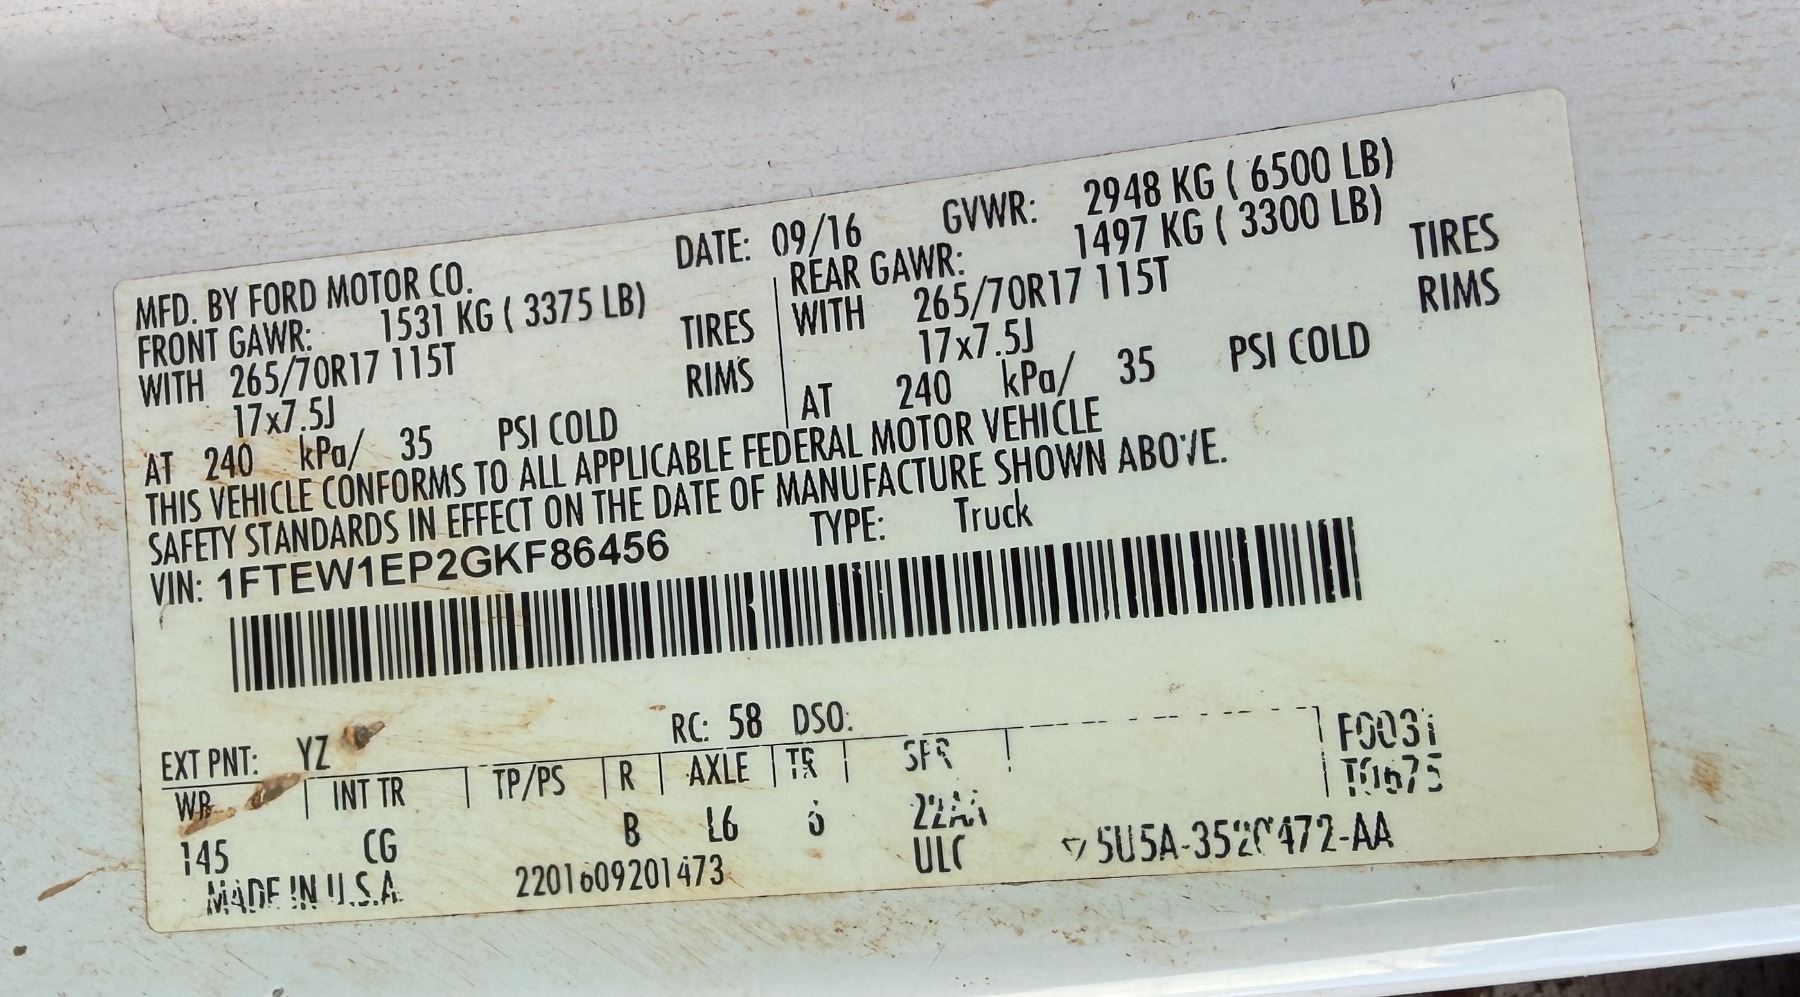 MFD. BY FORD MOTOR CO. DATE: 09/16 GVWR: 2948 KG ( 6500 LB)
FRONT GAWR: 1531 KG ( 3375 LB) REAR GAWR: 1497 KG ( 3300 LB)
WITH 265/70R17 115T TIRES WITH 265/70R17 115T TIRES
17x7.5J RIMS 17x7.5J RIMS
AT 240 kPa/ 35 PSI COLD AT 240 kPa/ 35 PSI COLD
THIS VEHICLE CONFORMS TO ALL APPLICABLE FEDERAL MOTOR VEHICLE
SAFETY STANDARDS IN EFFECT ON THE DATE OF MANUFACTURE SHOWN ABOVE.
VIN: 1FTEW1EP2GKF86456 TYPE: Truck
EXT PNT: YZ RC: 58 DSO: F0031
WB INT TR TP/PS R AXLE TR SPR
145 CG B L6 6 22AA
MADE IN U.S.A. 2201609201473 ULC